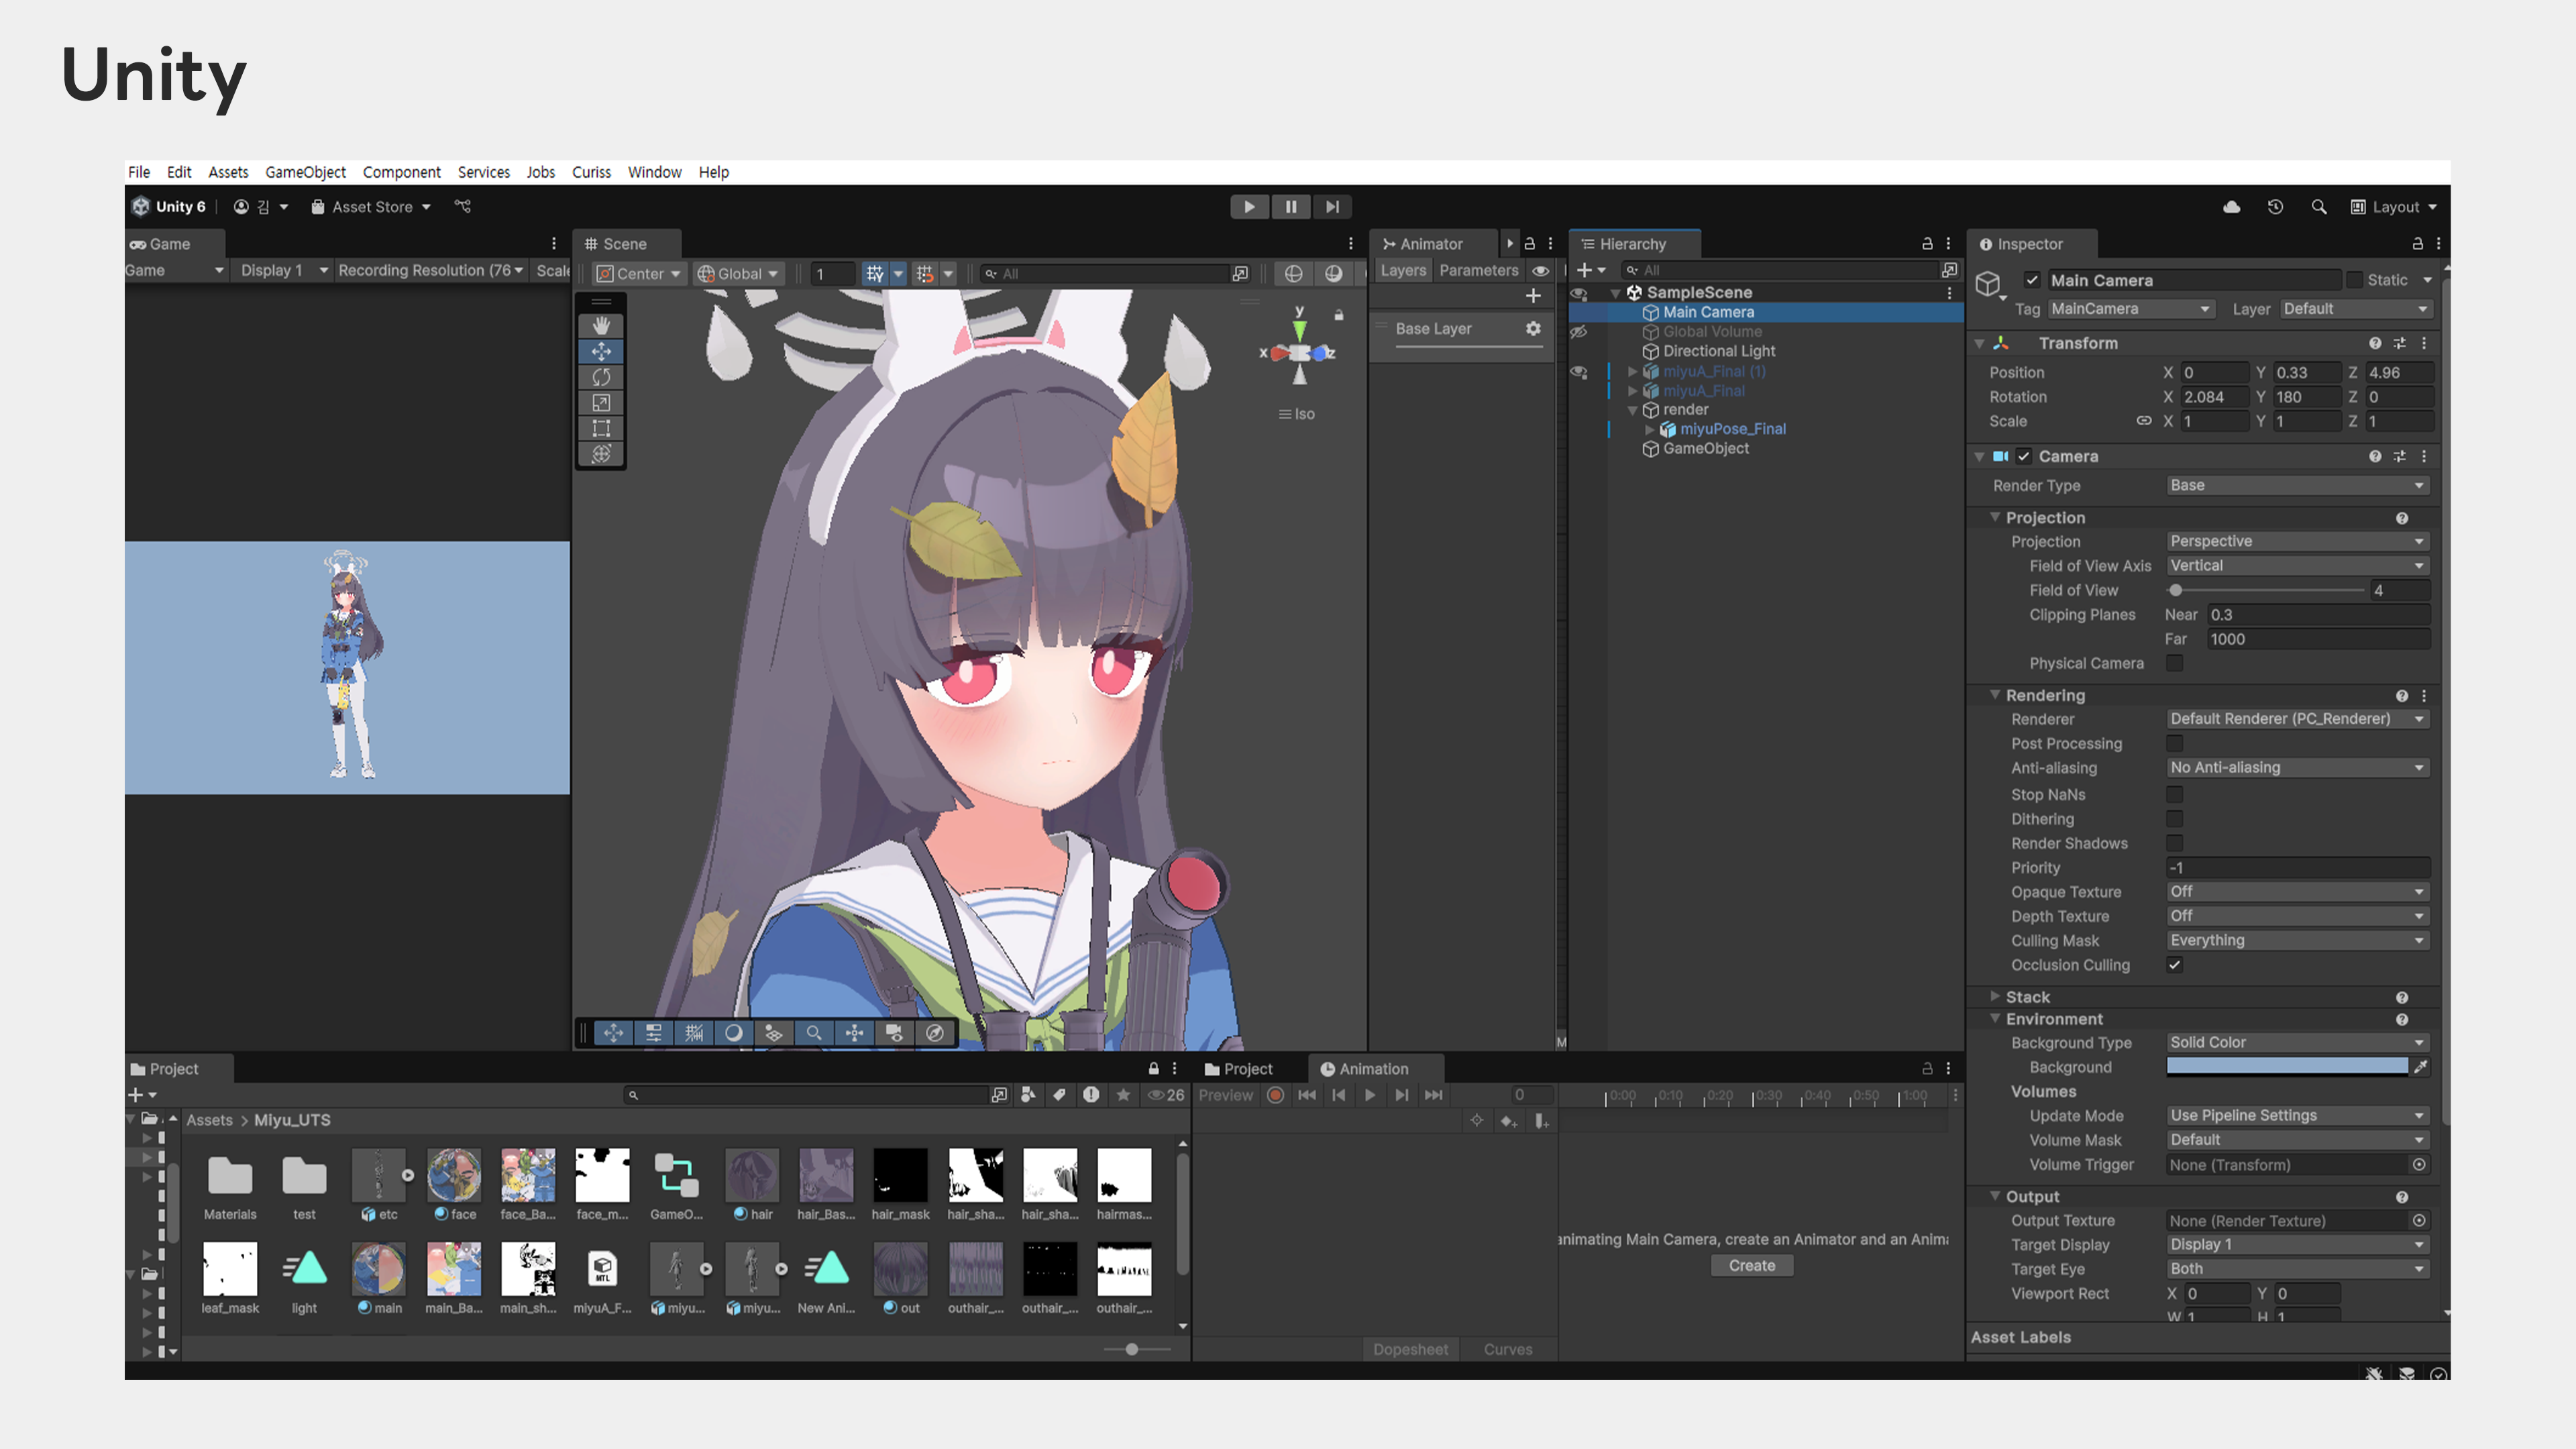 Unity
File Edit Assets GameObject Component Services Jobs Curiss Window Help
Unity 6 김 Asset Store Layout
Game
Game Display 1 Recording Resolution (76 Scale
Scene
Center Global 1 All
y
x z
Iso
Animator
Layers Parameters
Base Layer
Hierarchy
All
SampleScene
Main Camera
Global Volume
Directional Light
miyuA_Final (1)
miyuA_Final
render
miyuPose_Final
GameObject
Inspector
Main Camera Static
Tag MainCamera Layer Default
Transform
Position X 0 Y 0.33 Z 4.96
Rotation X 2.084 Y 180 Z 0
Scale X 1 Y 1 Z 1
Camera
Render Type Base
Projection
Projection Perspective
Field of View Axis Vertical
Field of View 4
Clipping Planes Near 0.3
Far 1000
Physical Camera
Rendering
Renderer Default Renderer (PC_Renderer)
Post Processing
Anti-aliasing No Anti-aliasing
Stop NaNs
Dithering
Render Shadows
Priority -1
Opaque Texture Off
Depth Texture Off
Culling Mask Everything
Occlusion Culling
Stack
Environment
Background Type Solid Color
Background
Volumes
Update Mode Use Pipeline Settings
Volume Mask Default
Volume Trigger None (Transform)
Output
Output Texture None (Render Texture)
Target Display Display 1
Target Eye Both
Viewport Rect X 0 Y 0
W 1 H 1
Asset Labels
Project
26
Assets > Miyu_UTS
Materials test etc face face_Ba... face_m... GameO... hair hair_Bas... hair_mask hair_sha... hair_sha... hairmas...
MTL
leaf_mask light main main_Ba... main_sh... miyuA_F... miyu... miyu... New Ani... out outhair_... outhair_... outhair_...
Project Animation
Preview 0 0:00 0:10 0:20 0:30 0:40 0:50 1:00
animating Main Camera, create an Animator and an Anima
Create
Dopesheet Curves